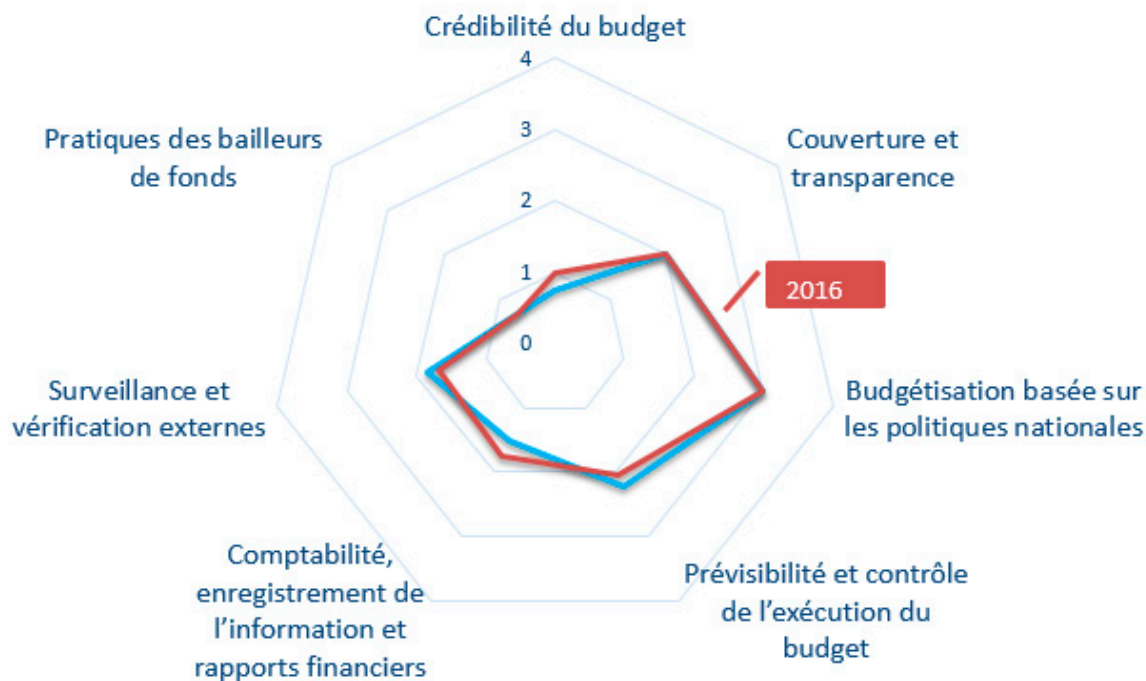 Crédibilité du budget
4
3
2
1
0
Couverture et
transparence
2016
Budgétisation basée sur
les politiques nationales
Prévisibilité et contrôle
de l’exécution du
budget
Comptabilité,
enregistrement de
l’information et
rapports financiers
Surveillance et
vérification externes
Pratiques des bailleurs
de fonds